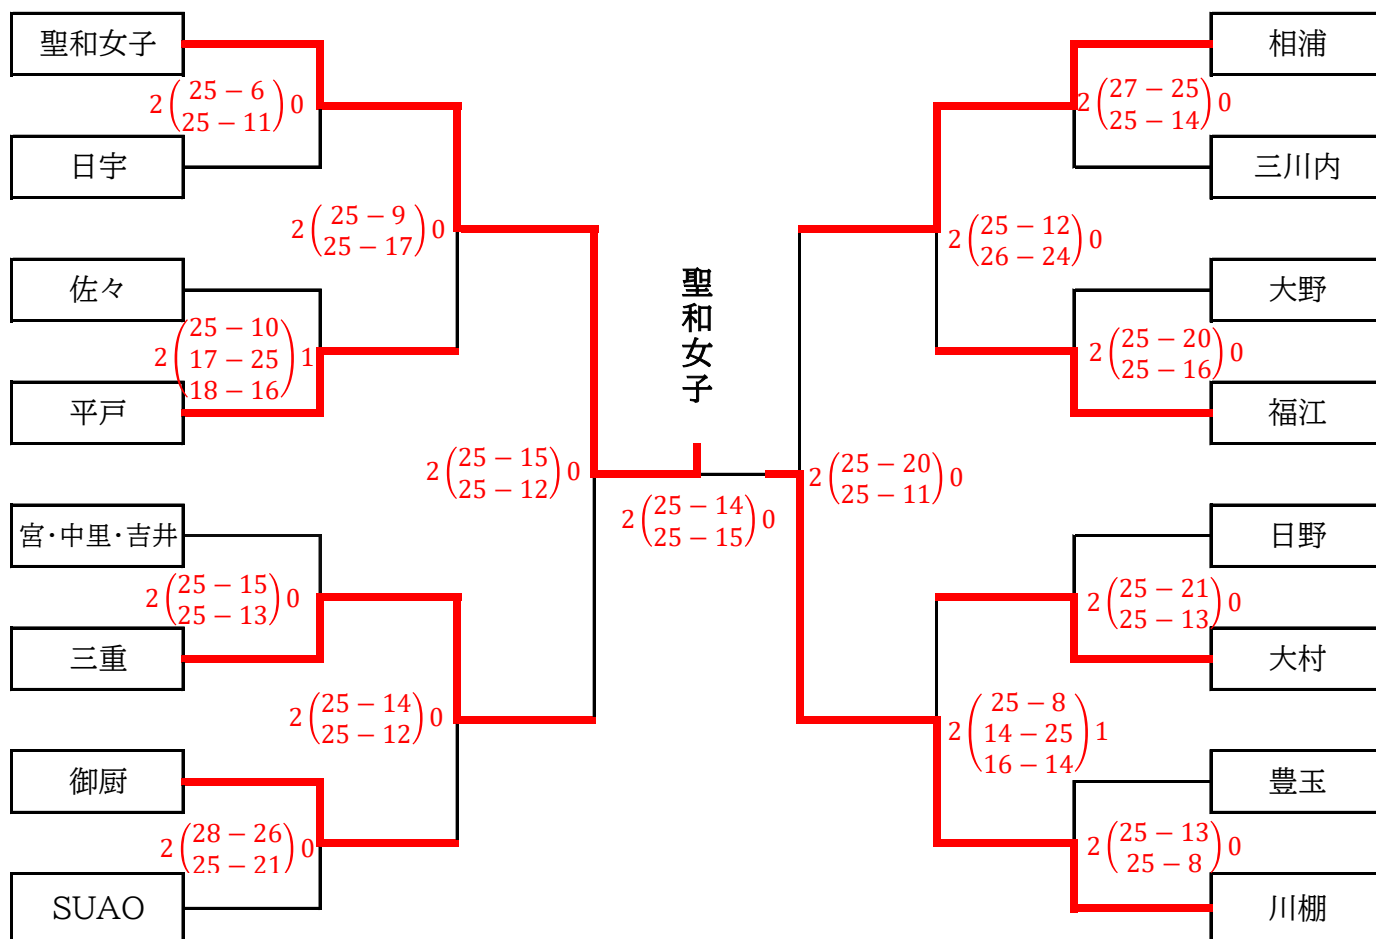 聖和女子
2 (25 − 6 25 − 11) 0
日宇
2 (25 − 9 25 − 17) 0
佐々
2 (25 − 10 17 − 25 18 − 16) 1
平戸
2 (25 − 15 25 − 12) 0
宮・中里・吉井
2 (25 − 15 25 − 13) 0
三重
2 (25 − 14 25 − 12) 0
御厨
2 (28 − 26 25 − 21) 0
SUAO
聖和女子
2 (25 − 14 25 − 15) 0
相浦
2 (27 − 25 25 − 14) 0
三川内
2 (25 − 12 26 − 24) 0
大野
2 (25 − 20 25 − 16) 0
福江
2 (25 − 20 25 − 11) 0
日野
2 (25 − 21 25 − 13) 0
大村
2 (25 − 8 14 − 25 16 − 14) 1
豊玉
2 (25 − 13 25 − 8) 0
川棚